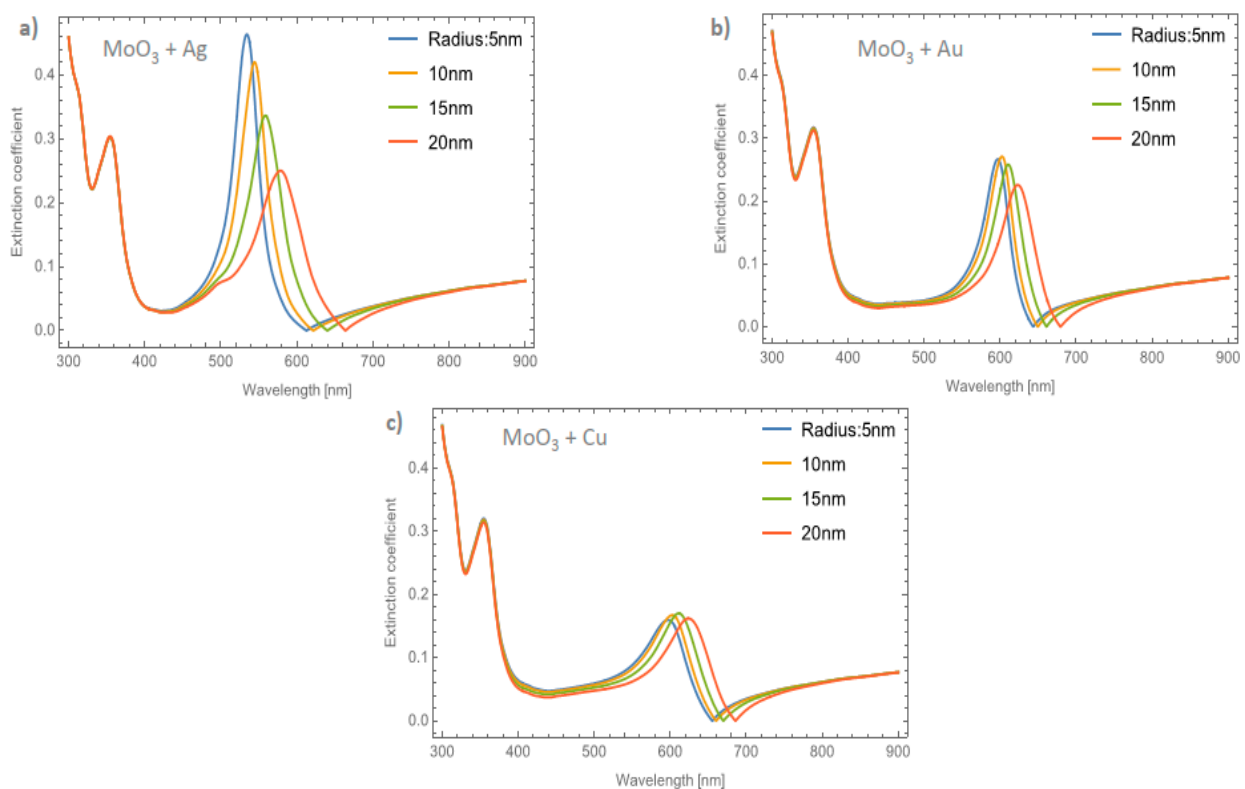 a)
MoO3 + Ag
Radius:5nm
10nm
15nm
20nm
Extinction coefficient
0.4
0.3
0.2
0.1
0.0
300 400 500 600 700 800 900
Wavelength [nm]
b)
MoO3 + Au
Radius:5nm
10nm
15nm
20nm
Extinction coefficient
0.4
0.3
0.2
0.1
0.0
300 400 500 600 700 800 900
Wavelength [nm]
c)
MoO3 + Cu
Radius:5nm
10nm
15nm
20nm
Extinction coefficient
0.4
0.3
0.2
0.1
0.0
300 400 500 600 700 800 900
Wavelength [nm]